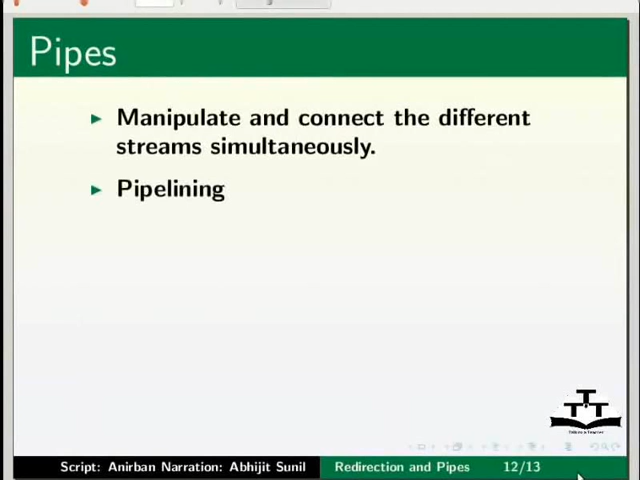 Pipes
Manipulate and connect the different
streams simultaneously.
Pipelining
TTT
Script: Anirban Narration: Abhijit Sunil Redirection and Pipes 12/13